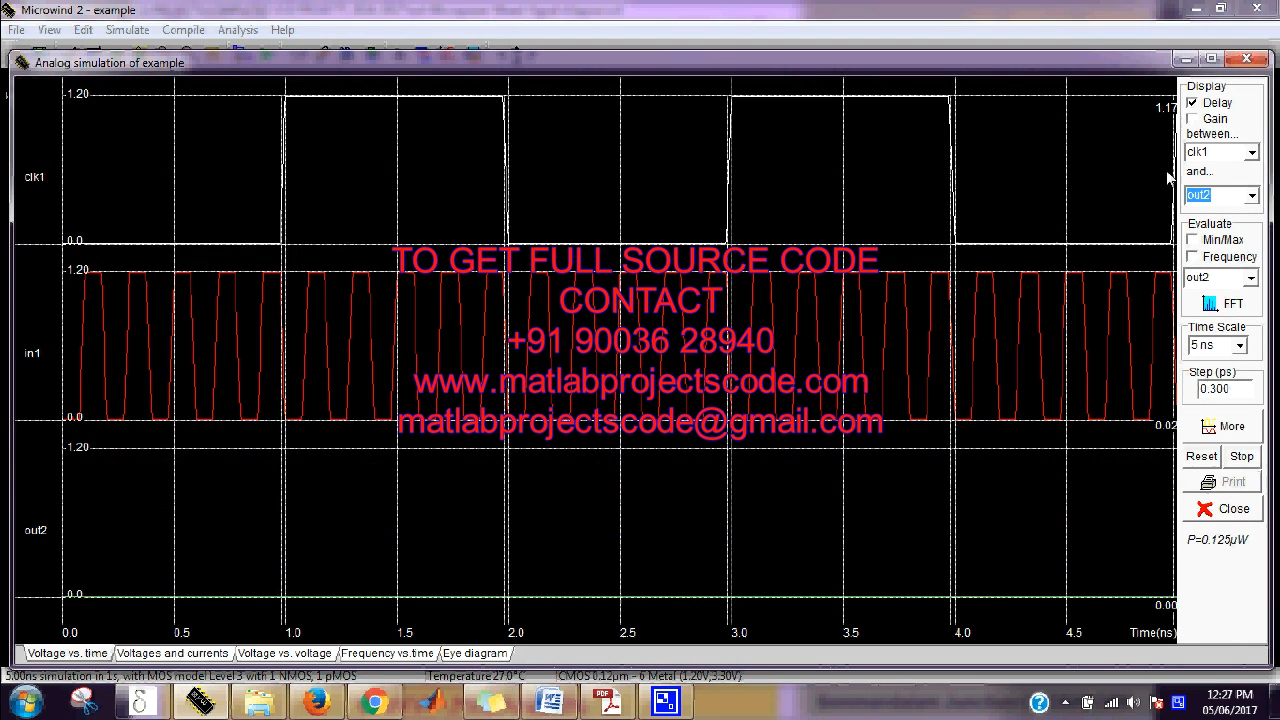 Microwind 2 - example
File View Edit Simulate Compile Analysis Help
Analog simulation of example
1.20
1.17
clk1
0.0
1.20
in1
0.0
0.02
1.20
out2
0.0
0.00
0.0 0.5 1.0 1.5 2.0 2.5 3.0 3.5 4.0 4.5 Time(ns)
TO GET FULL SOURCE CODE
CONTACT
+91 90036 28940
www.matlabprojectscode.com
matlabprojectscode@gmail.com
Display
Delay
Gain
between...
clk1
and...
out2
Evaluate
Min/Max
Frequency
out2
FFT
Time Scale
5 ns
Step (ps)
0.300
More
Reset Stop
Print
Close
P=0.125µW
Voltage vs. time Voltages and currents Voltage vs. voltage Frequency vs.time Eye diagram
5.00ns simulation in 1s, with MOS model Level 3 with 1 NMOS, 1 pMOS Temperature 27.0°C CMOS 0.12µm - 6 Metal (1.20V,3.30V)
12:27 PM
05/06/2017